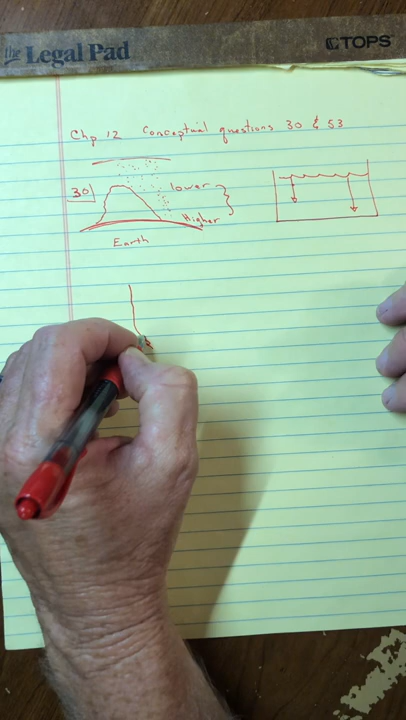 the Legal Pad TOPS
Chp 12 Conceptual questions 30 & 53
30
lower
Higher
Earth